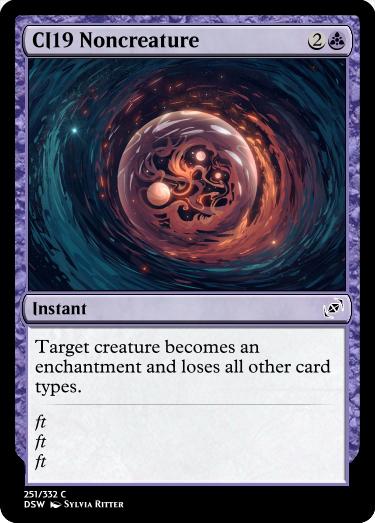 C|19 Noncreature 2
Instant
Target creature becomes an
enchantment and loses all other card
types.
ft
ft
ft
251/332 C
DSW Sylvia Ritter